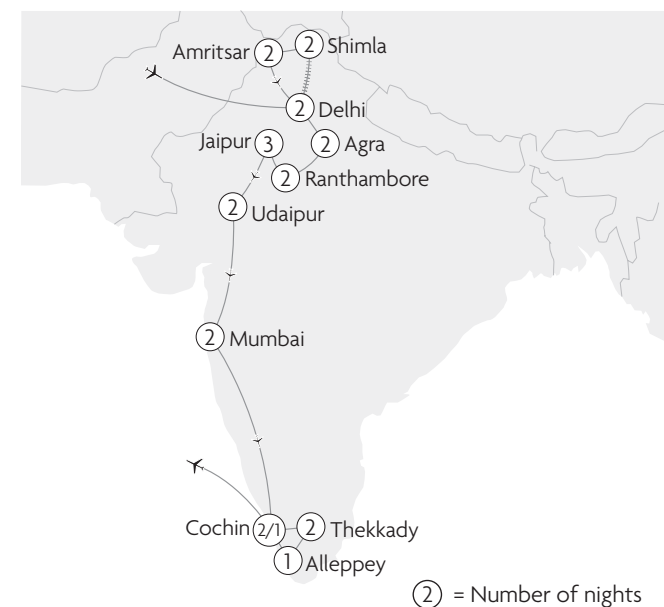 Amritsar 2
2 Shimla
2 Delhi
Jaipur 3
2 Agra
2 Ranthambore
2 Udaipur
2 Mumbai
Cochin 2/1
2 Thekkady
1 Alleppey
2 = Number of nights